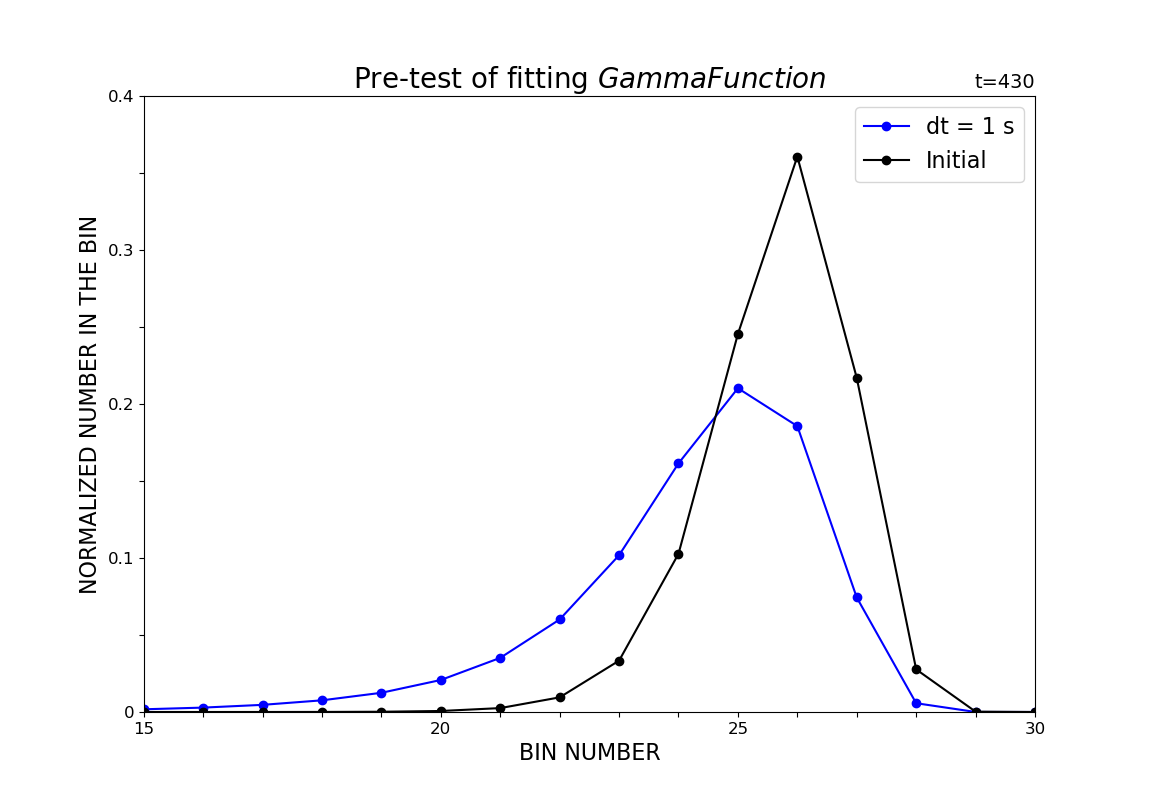 Pre-test of fitting GammaFunction
t=430
dt = 1 s
Initial
NORMALIZED NUMBER IN THE BIN
0.4
0.3
0.2
0.1
0
15
20
25
30
BIN NUMBER